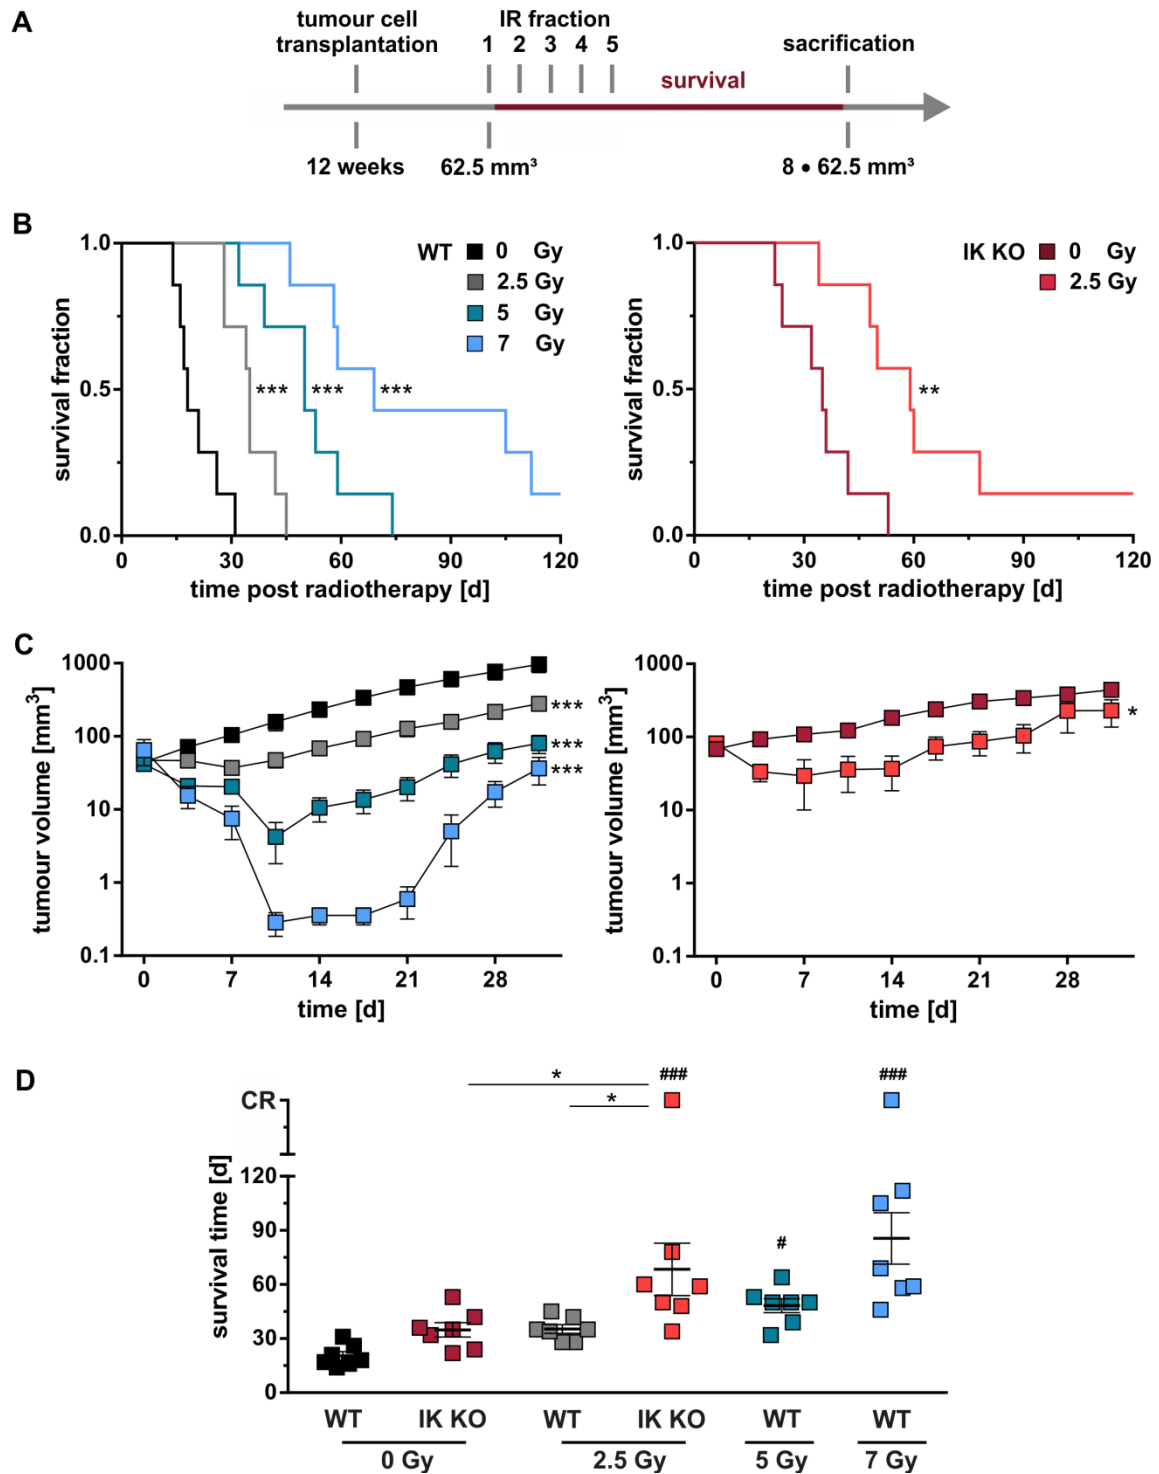 A
tumour cell
transplantation
IR fraction
1 2 3 4 5
sacrification
survival
12 weeks
62.5 mm³
8 • 62.5 mm³
B
survival fraction
1.0
0.5
0.0
WT
0 Gy
2.5 Gy
5 Gy
7 Gy
*** *** ***
0 30 60 90 120
time post radiotherapy [d]
survival fraction
1.0
0.5
0.0
IK KO
0 Gy
2.5 Gy
**
0 30 60 90 120
time post radiotherapy [d]
C
tumour volume [mm³]
1000
100
10
1
0.1
***
***
***
0 7 14 21 28
time [d]
tumour volume [mm³]
1000
100
10
1
0.1
*
0 7 14 21 28
time [d]
D
survival time [d]
CR
120
90
60
30
0
*
*
###
#
###
WT IK KO WT IK KO WT WT
0 Gy 2.5 Gy 5 Gy 7 Gy